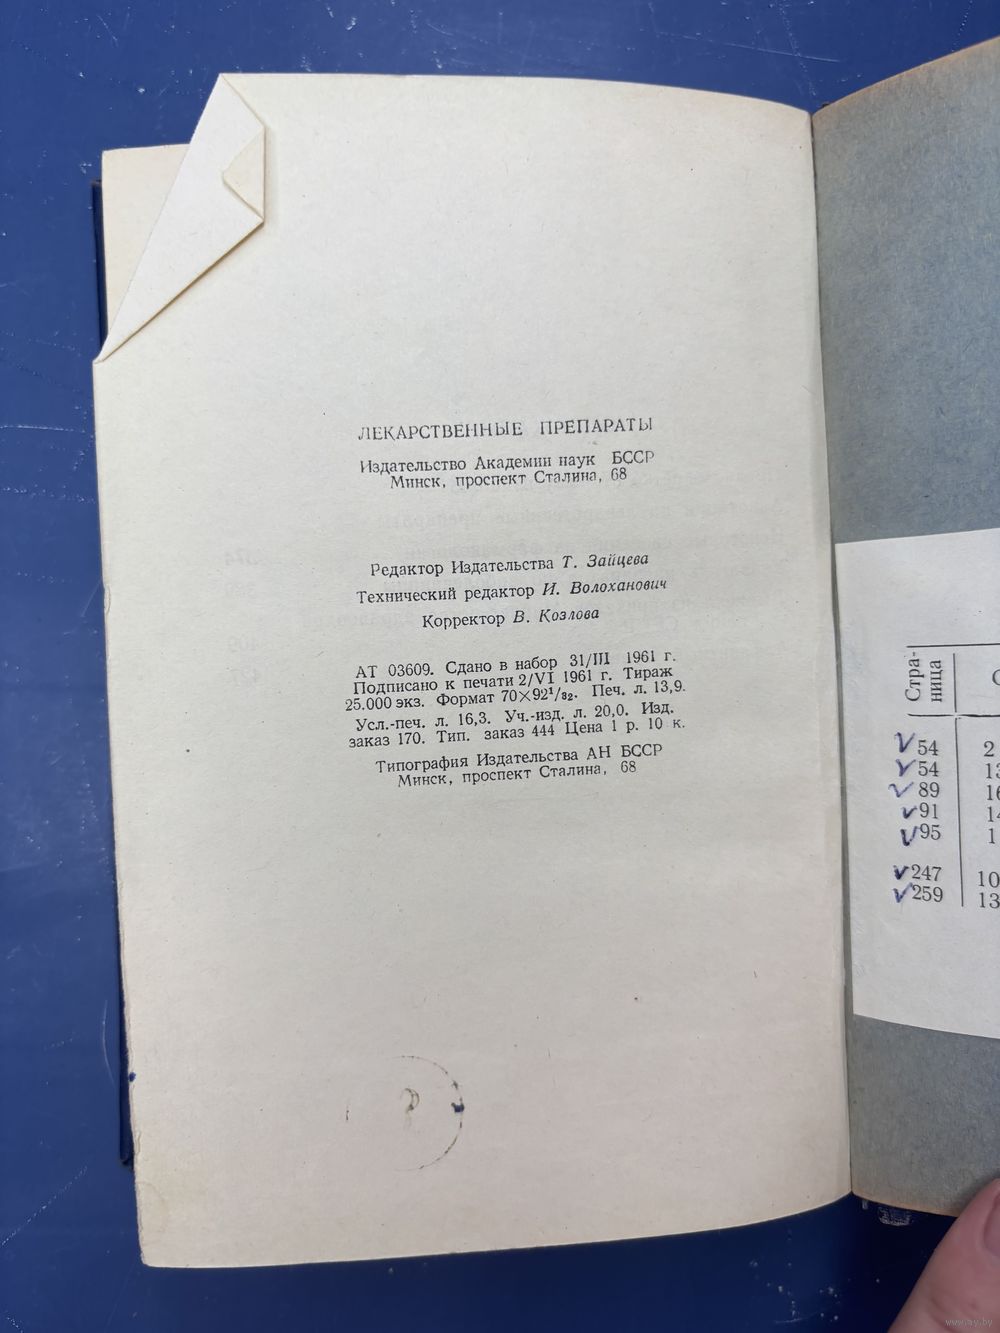 ЛЕКАРСТВЕННЫЕ ПРЕПАРАТЫ
Издательство Академии наук БССР
Минск, проспект Сталина, 68
Редактор Издательства Т. Зайцева
Технический редактор И. Волоханович
Корректор В. Козлова
АТ 03609. Сдано в набор 31/III 1961 г.
Подписано к печати 2/VI 1961 г. Тираж
25.000 экз. Формат 70×92¹/₃₂. Печ. л. 13,9.
Усл.-печ. л. 16,3. Уч.-изд. л. 20,0. Изд.
заказ 170. Тип. заказ 444 Цена 1 р. 10 к.
Типография Издательства АН БССР
Минск, проспект Сталина, 68
Стра-
ница
54
54
89
91
95
247
259
www.ay.by